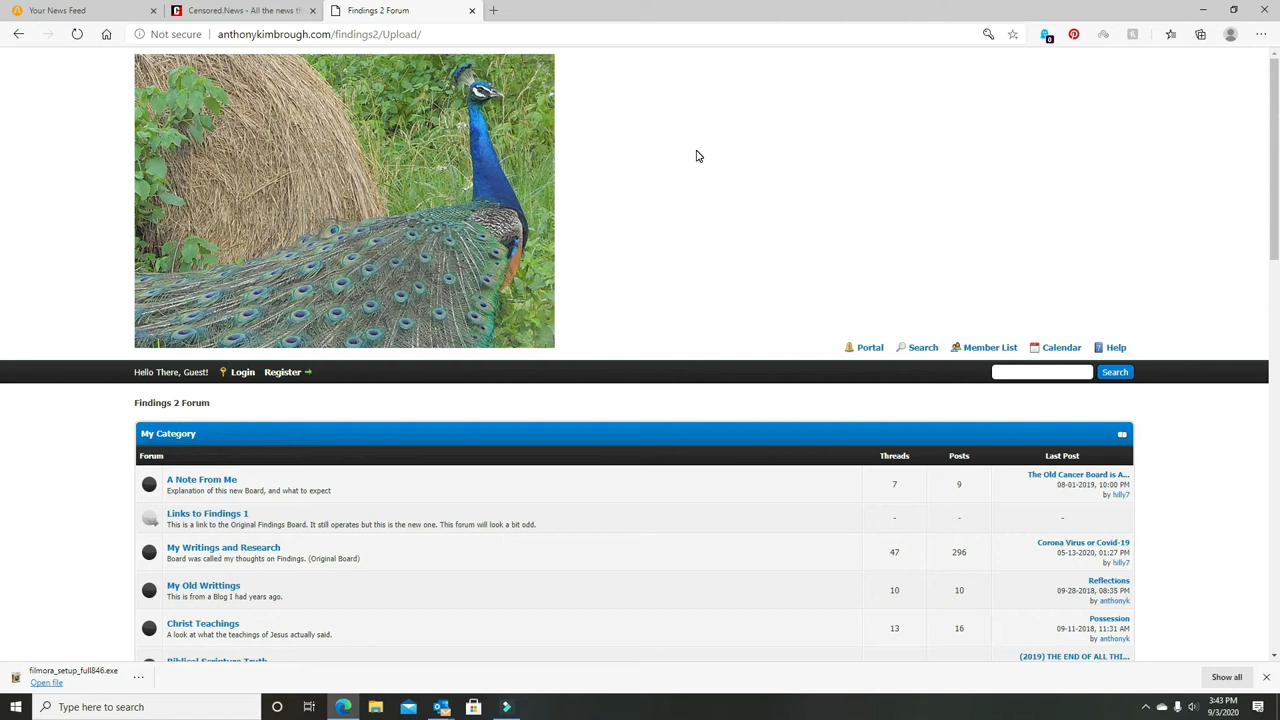 Your News Feed
Censored.News - All the news th
Findings 2 Forum
Not secure
anthonykimbrough.com/findings2/Upload/
0
Portal
Search
Member List
Calendar
Help
Hello There, Guest!
Login
Register
Search
Findings 2 Forum
My Category
Forum Threads Posts Last Post
A Note From Me
Explanation of this new Board, and what to expect
7
9
The Old Cancer Board is A...
08-01-2019, 10:00 PM
by hilly7
Links to Findings 1
This is a link to the Original Findings Board. It still operates but this is the new one. This forum will look a bit odd.
-
-
-
My Writings and Research
Board was called my thoughts on Findings. (Original Board)
47
296
Corona Virus or Covid-19
05-13-2020, 01:27 PM
by hilly7
My Old Writtings
This is from a Blog I had years ago.
10
10
Reflections
09-28-2018, 08:35 PM
by anthonyk
Christ Teachings
A look at what the teachings of Jesus actually said.
13
16
Possession
09-11-2018, 11:31 AM
by anthonyk
Biblical Scripture Truth
(2019) THE END OF ALL THI...
filmora_setup_full846.exe
Open file
Show all
Type here to search
3:43 PM
9/3/2020